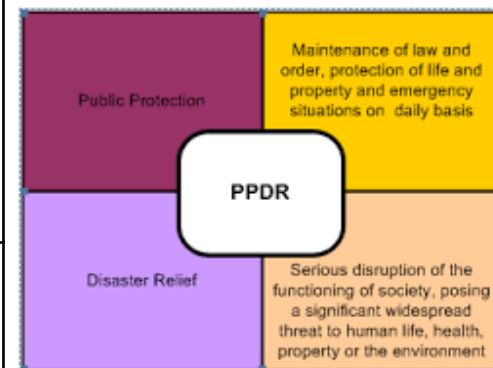 Public Protection
Maintenance of law and
order, protection of life and
property and emergency
situations on daily basis
PPDR
Disaster Relief
Serious disruption of the
functioning of society, posing
a significant widespread
threat to human life, health,
property or the environment